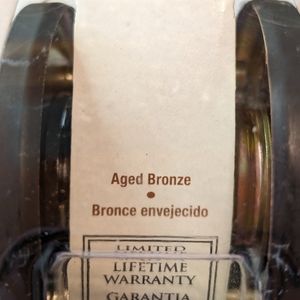 Aged Bronze
•
Bronce envejecido
LIMITED
LIFETIME
WARRANTY
GARANTIA